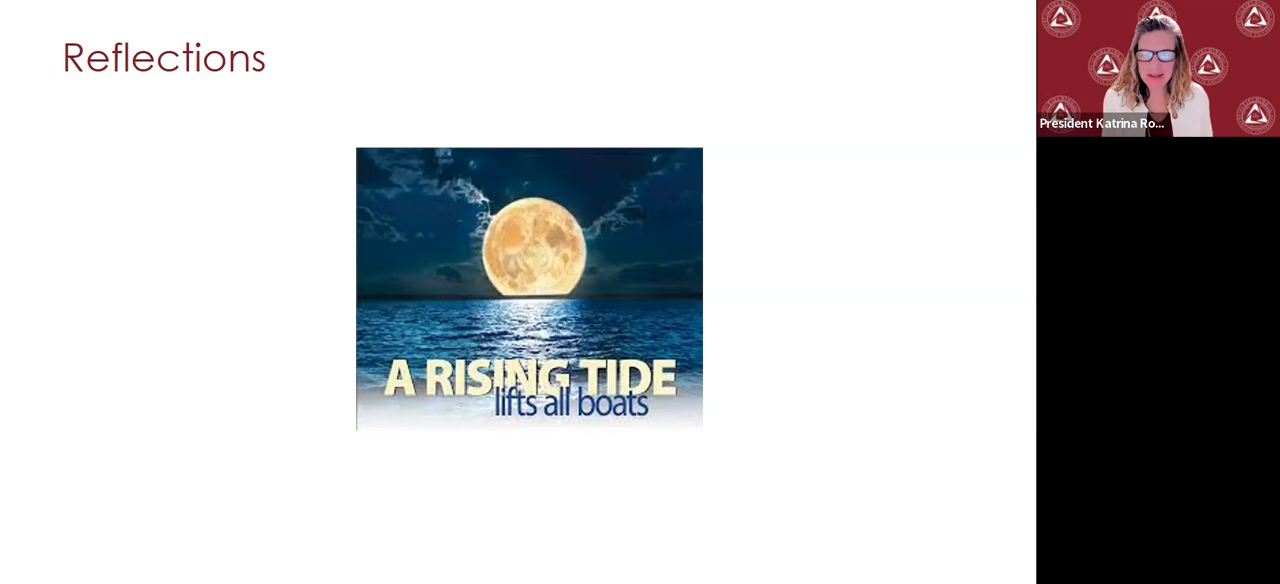 Reflections
A RISING TIDE
lifts all boats
President Katrina Ro...